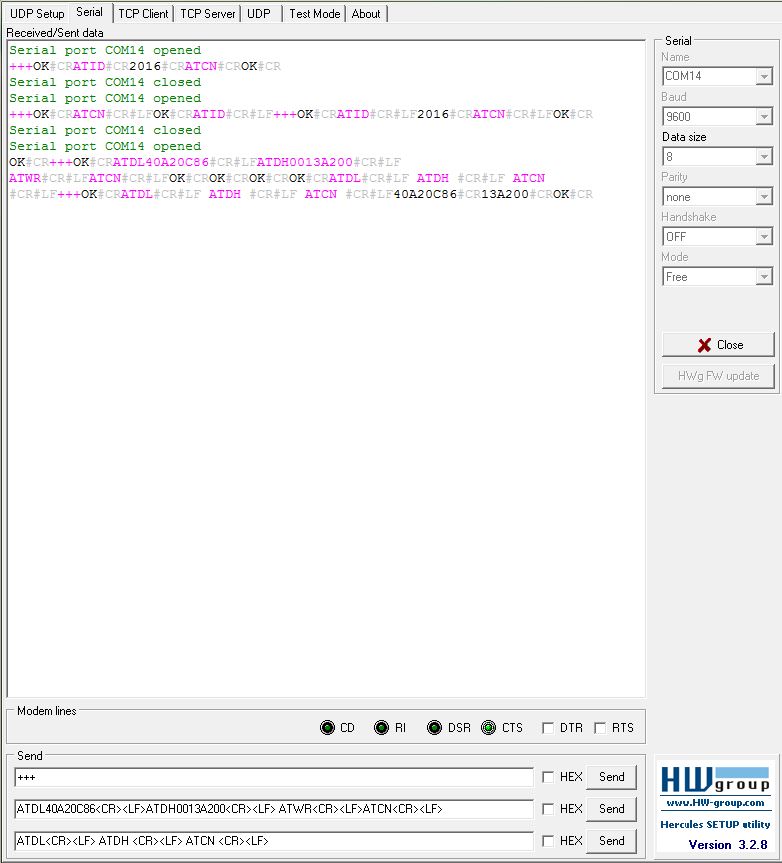 UDP Setup Serial TCP Client TCP Server UDP Test Mode About
Received/Sent data
Serial port COM14 opened
+++OK#CRATID#CR2016#CRATCN#CROK#CR
Serial port COM14 closed
Serial port COM14 opened
+++OK#CRATCN#CR#LFOK#CRATID#CR#LF+++OK#CRATID#CR#LF2016#CRATCN#CR#LFOK#CR
Serial port COM14 closed
Serial port COM14 opened
OK#CR+++OK#CRATDL40A20C86#CR#LFATDH0013A200#CR#LF
ATWR#CR#LFATCN#CR#LFOK#CROK#CROK#CROK#CRATDL#CR#LF ATDH #CR#LF ATCN
#CR#LF+++OK#CRATDL#CR#LF ATDH #CR#LF ATCN #CR#LF40A20C86#CR13A200#CROK#CR
Serial
Name
COM14
Baud
9600
Data size
8
Parity
none
Handshake
OFF
Mode
Free
Close
HWg FW update
Modem lines
CD RI DSR CTS DTR RTS
Send
+++ HEX Send
ATDL40A20C86<CR><LF>ATDH0013A200<CR><LF> ATWR<CR><LF>ATCN<CR><LF> HEX Send
ATDL<CR><LF> ATDH <CR><LF> ATCN <CR><LF> HEX Send
HWgroup
www.HW-group.com
Hercules SETUP utility
Version 3.2.8